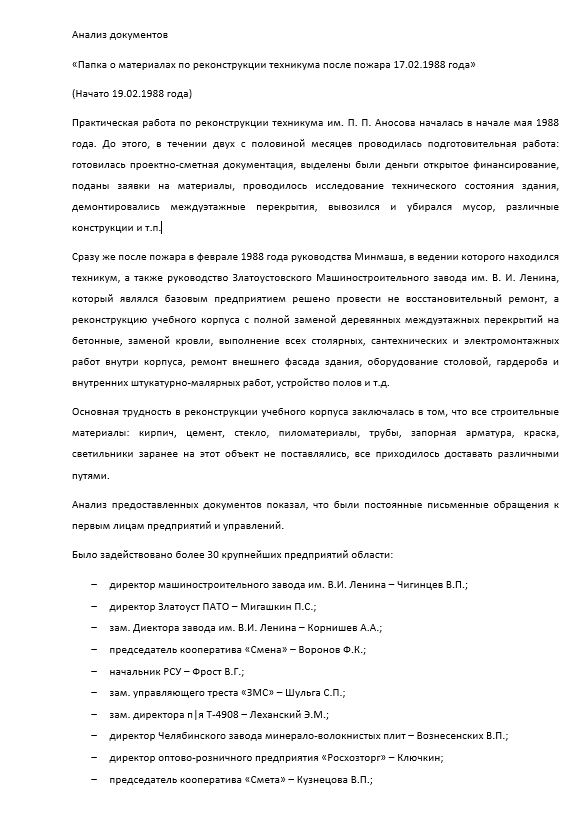 Анализ документов
«Папка о материалах по реконструкции техникума после пожара 17.02.1988 года»
(Начато 19.02.1988 года)
Практическая работа по реконструкции техникума им. П. П. Аносова началась в начале мая 1988
года. До этого, в течении двух с половиной месяцев проводилась подготовительная работа:
готовилась проектно-сметная документация, выделены были деньги открытое финансирование,
поданы заявки на материалы, проводилось исследование технического состояния здания,
демонтировались междуэтажные перекрытия, вывозился и убирался мусор, различные
конструкции и т.п.
Сразу же после пожара в феврале 1988 года руководства Минмаша, в ведении которого находился
техникум, а также руководство Златоустовского Машиностроительного завода им. В. И. Ленина,
который являлся базовым предприятием решено провести не восстановительный ремонт, а
реконструкцию учебного корпуса с полной заменой деревянных междуэтажных перекрытий на
бетонные, заменой кровли, выполнение всех столярных, сантехнических и электромонтажных
работ внутри корпуса, ремонт внешнего фасада здания, оборудование столовой, гардероба и
внутренних штукатурно-малярных работ, устройство полов и т.д.
Основная трудность в реконструкции учебного корпуса заключалась в том, что все строительные
материалы: кирпич, цемент, стекло, пиломатериалы, трубы, запорная арматура, краска,
светильники заранее на этот объект не поставлялись, все приходилось доставать различными
путями.
Анализ предоставленных документов показал, что были постоянные письменные обращения к
первым лицам предприятий и управлений.
Было задействовано более 30 крупнейших предприятий области:
– директор машиностроительного завода им. В.И. Ленина – Чигинцев В.П.;
– директор Златоуст ПАТО – Мигашкин П.С.;
– зам. Диектора завода им. В.И. Ленина – Корнишев А.А.;
– председатель кооператива «Смена» – Воронов Ф.К.;
– начальник РСУ – Фрост В.Г.;
– зам. управляющего треста «ЗМС» – Шульга С.П.;
– зам. директора п|я Т-4908 – Леханский Э.М.;
– директор Челябинского завода минерало-волокнистых плит – Вознесенских В.П.;
– директор оптово-розничного предприятия «Росхозторг» – Ключкин;
– председатель кооператива «Смета» – Кузнецова В.П.;